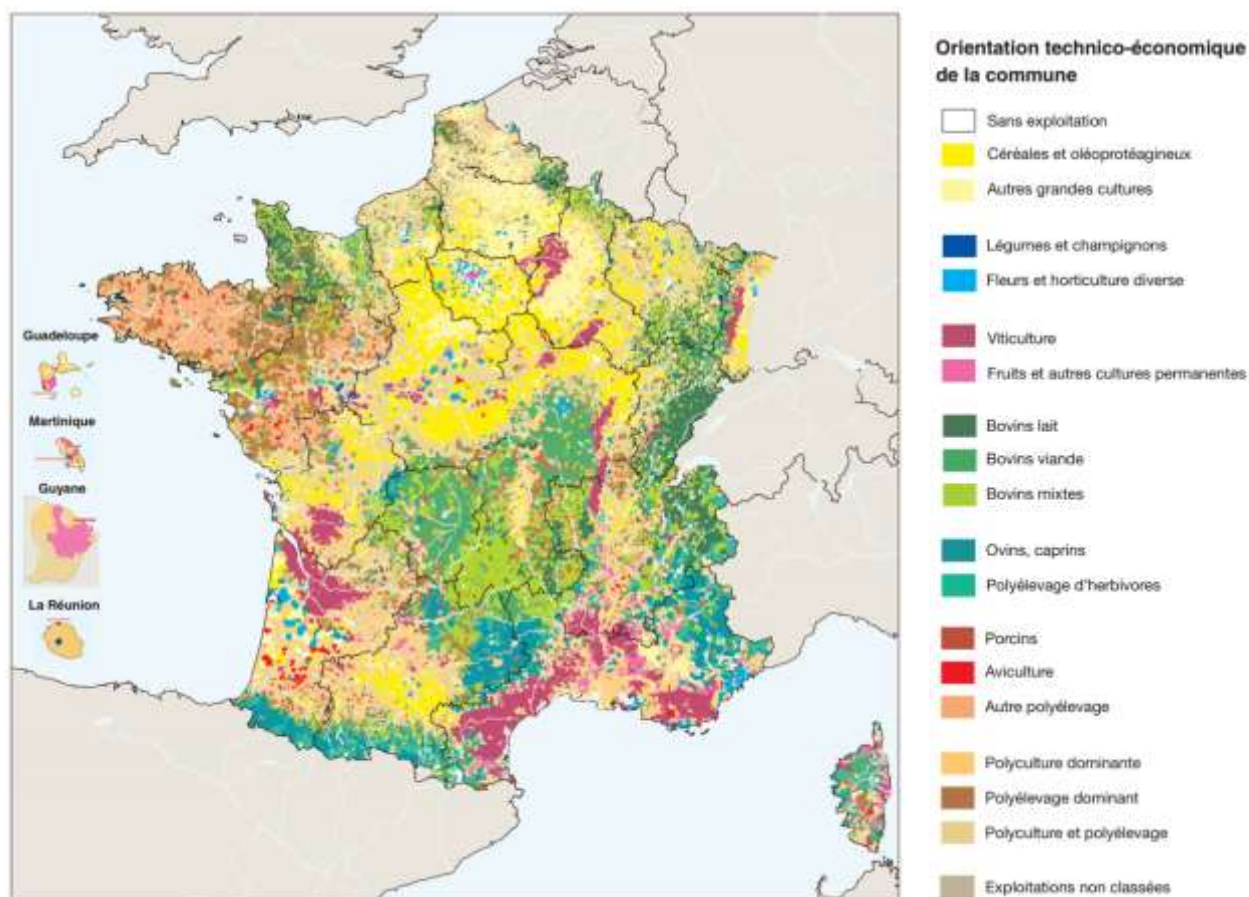 Guadeloupe
Martinique
Guyane
La Réunion
Orientation technico-économique
de la commune
Sans exploitation
Céréales et oléoprotéagineux
Autres grandes cultures
Légumes et champignons
Fleurs et horticulture diverse
Viticulture
Fruits et autres cultures permanentes
Bovins lait
Bovins viande
Bovins mixtes
Ovins, caprins
Polyélevage d'herbivores
Porcins
Aviculture
Autre polyélevage
Polyculture dominante
Polyélevage dominant
Polyculture et polyélevage
Exploitations non classées